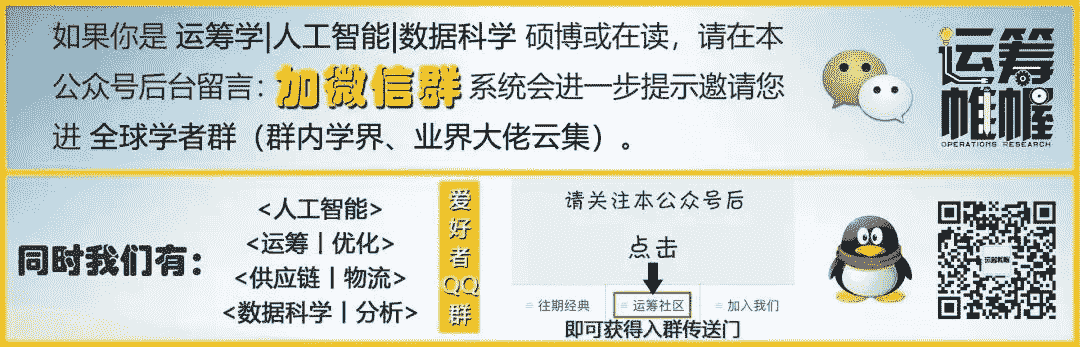 如果你是 运筹学|人工智能|数据科学 硕博或在读，请在本
公众号后台留言：加微信群 系统会进一步提示邀请您
进 全球学者群（群内学界、业界大佬云集）。
运筹
帷幄
OPERATIONS RESEARCH
同时我们有：
<人工智能>
<运筹｜优化>
<供应链｜物流>
<数据科学｜分析>
爱
好
者
QQ
群
请关注本公众号后
点击
≡ 往期经典
≡ 运筹社区
≡ 加入我们
即可获得入群传送门
运筹帷幄